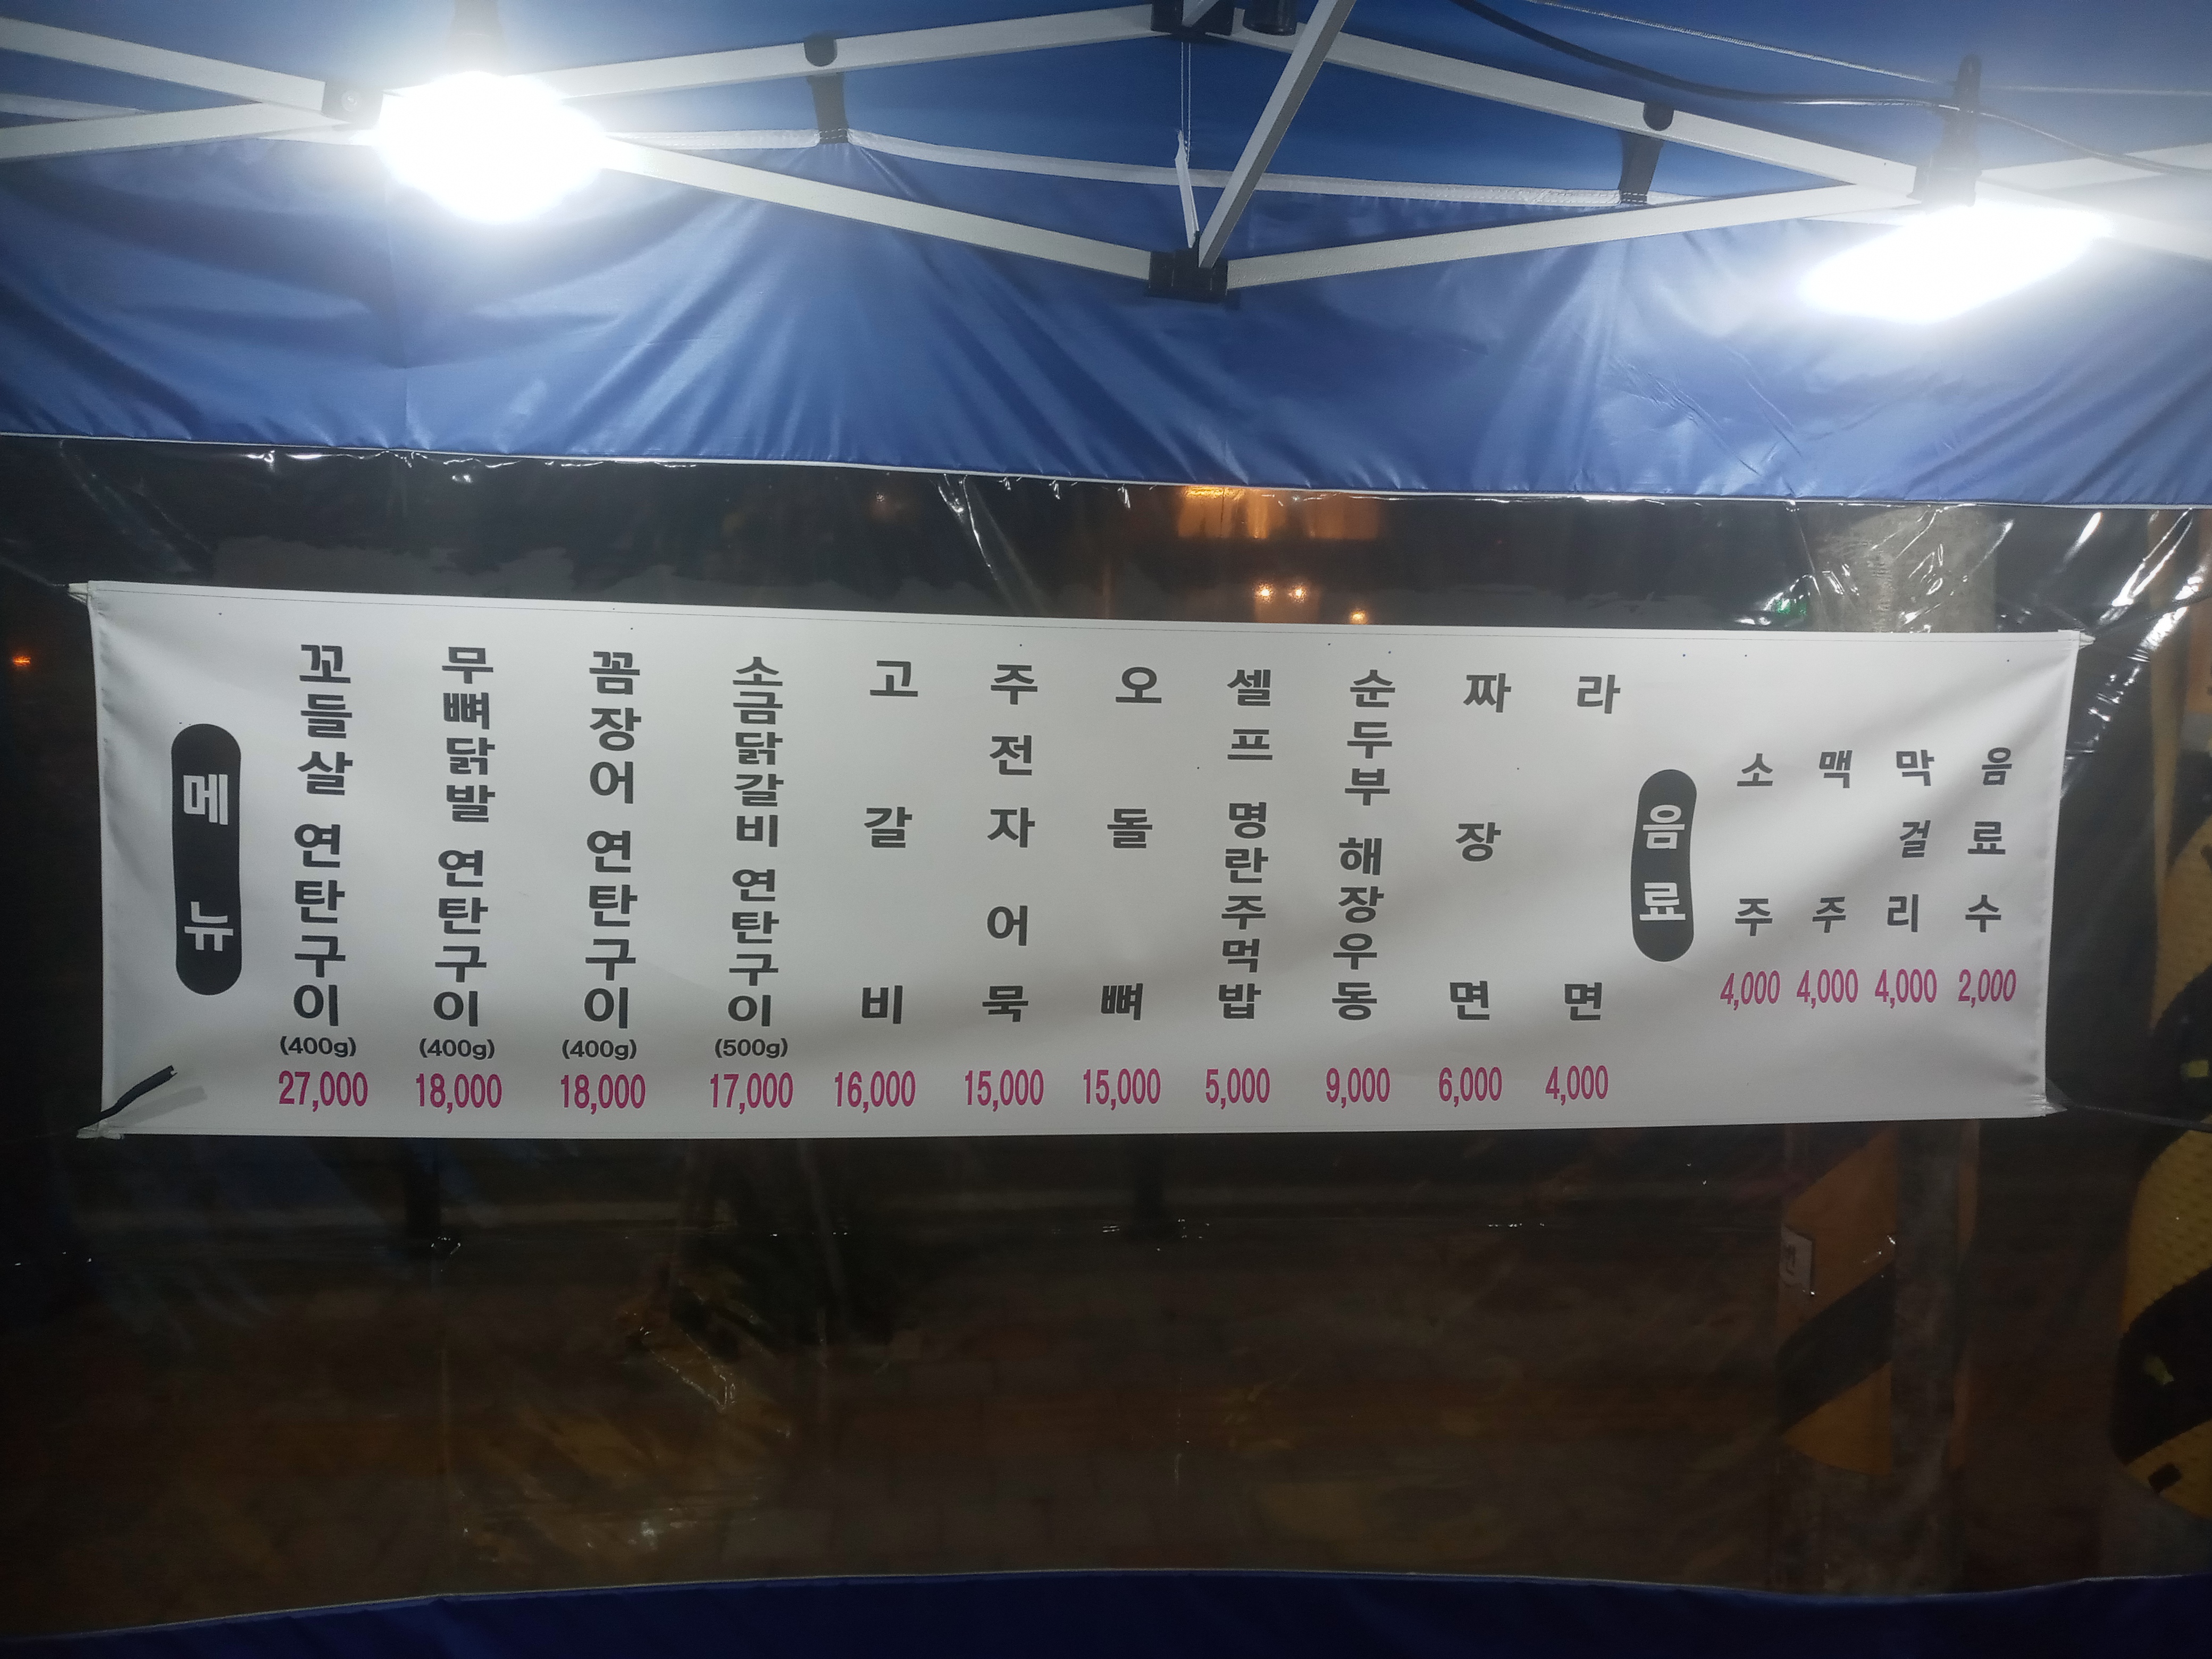 메뉴
꼬들살 연탄구이
(400g)
27,000
무뼈닭발 연탄구이
(400g)
18,000
꼼장어 연탄구이
(400g)
18,000
소금닭갈비 연탄구이
(500g)
17,000
고갈비
16,000
주전자어묵
15,000
오돌뼈
15,000
셀프 명란주먹밥
5,000
순두부 해장우동
9,000
짜장면
6,000
라면
4,000
음료
소주
4,000
맥주
4,000
막걸리
4,000
음료수
2,000